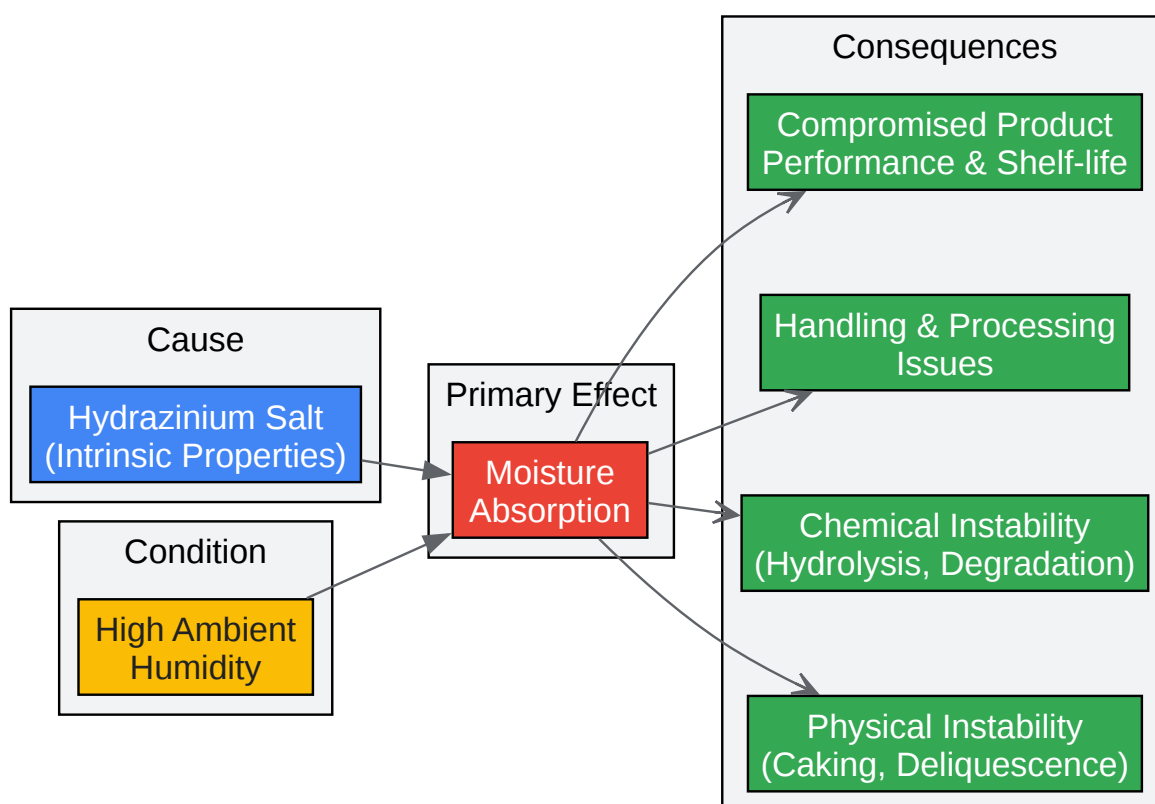 Cause
Hydrazinium Salt
(Intrinsic Properties)
Condition
High Ambient
Humidity
Primary Effect
Moisture
Absorption
Consequences
Compromised Product
Performance & Shelf-life
Handling & Processing
Issues
Chemical Instability
(Hydrolysis, Degradation)
Physical Instability
(Caking, Deliquescence)